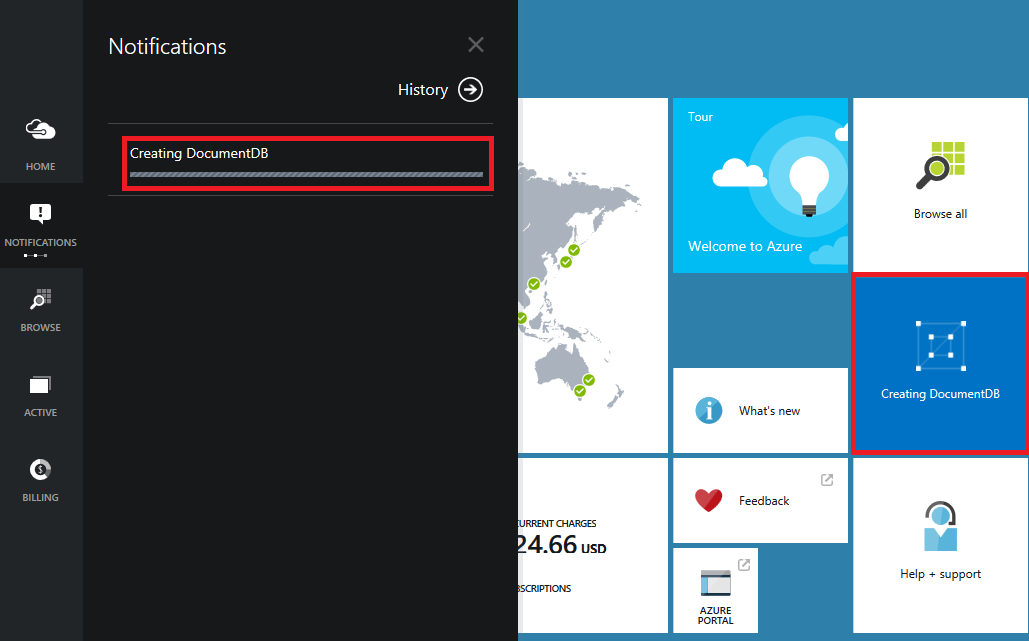 Notifications
History
Creating DocumentDB
HOME
NOTIFICATIONS
BROWSE
ACTIVE
BILLING
Tour
Welcome to Azure
Browse all
Creating DocumentDB
What's new
Feedback
URRENT CHARGES
24.66 USD
BSCRIPTIONS
AZURE
PORTAL
Help + support